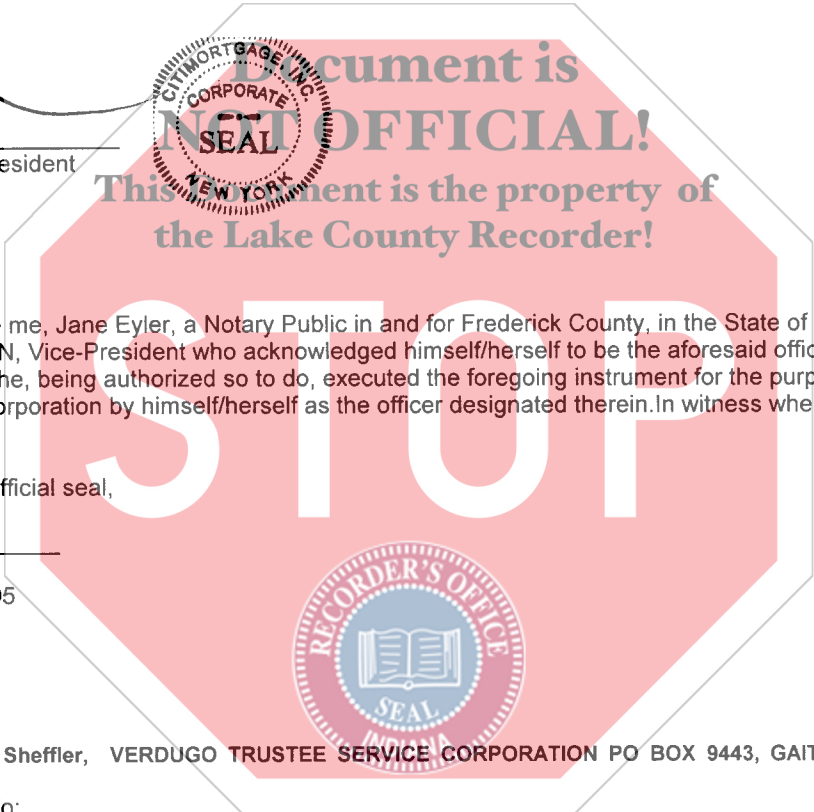 Document is
NOT OFFICIAL!
This Document is the property of
the Lake County Recorder!
CITIMORTGAGE, INC.
CORPORATE
SEAL
NEW YORK
esident
me, Jane Eyler, a Notary Public in and for Frederick County, in the State of
N, Vice-President who acknowledged himself/herself to be the aforesaid offic
he, being authorized so to do, executed the foregoing instrument for the purp
orporation by himself/herself as the officer designated therein.In witness whe
STOP
fficial seal,
95
RECORDER'S OFFICE
SEAL
INDIANA
Sheffler, VERDUGO TRUSTEE SERVICE CORPORATION PO BOX 9443, GAIT
o: